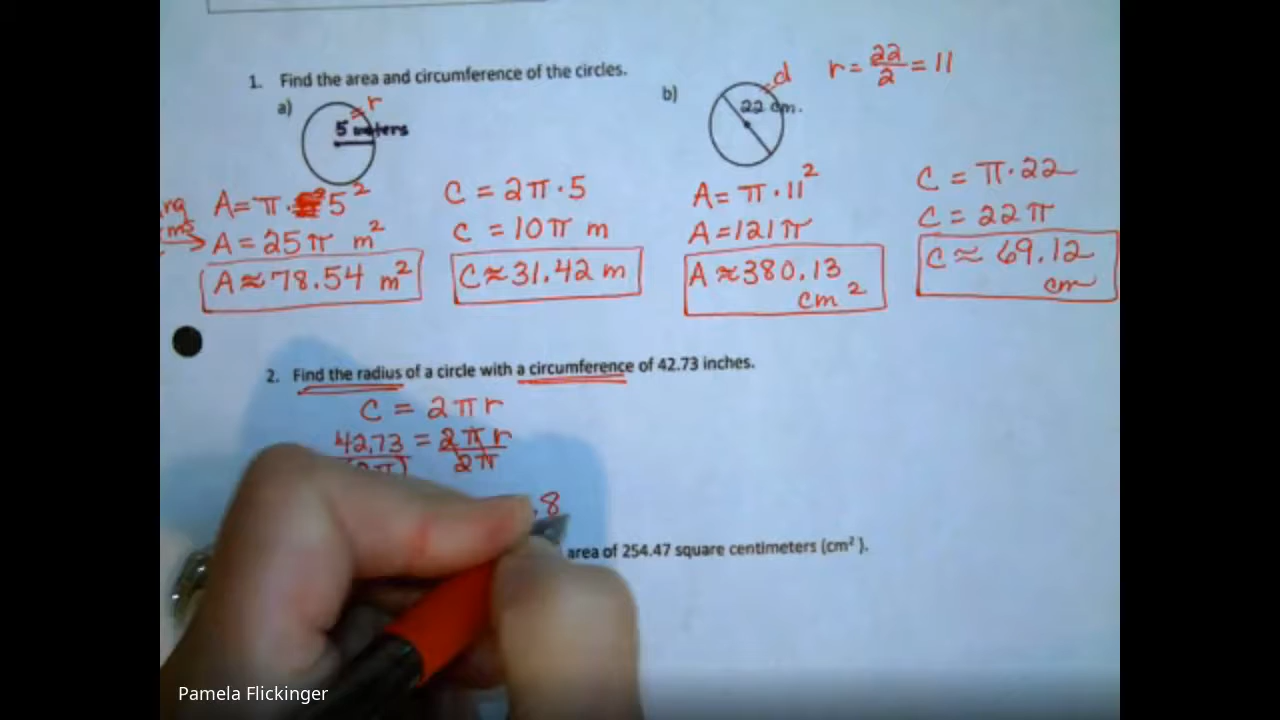 1. Find the area and circumference of the circles.
a)
r
5 meters
A = π · 5²
A = 25π m²
A ≈ 78.54 m²
C = 2π · 5
C = 10π m
C ≈ 31.42 m
b)
d
22 cm.
r = 22/2 = 11
A = π · 11²
A = 121π
A ≈ 380.13
cm²
C = π · 22
C = 22π
C ≈ 69.12
cm
2. Find the radius of a circle with a circumference of 42.73 inches.
C = 2πr
42.73 = 2πr
(2π) 2π
.8
area of 254.47 square centimeters (cm² ).
Pamela Flickinger